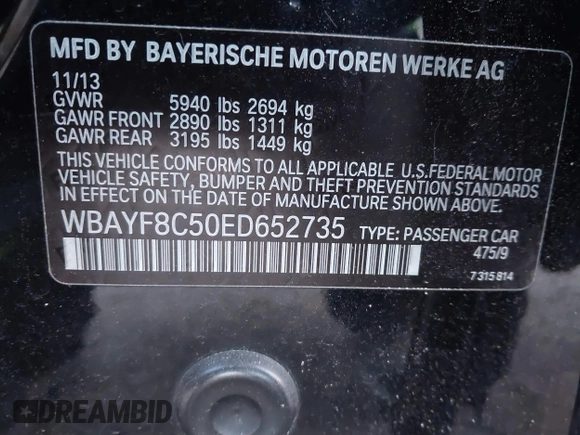 MFD BY BAYERISCHE MOTOREN WERKE AG
11/13
GVWR 5940 lbs 2694 kg
GAWR FRONT 2890 lbs 1311 kg
GAWR REAR 3195 lbs 1449 kg
THIS VEHICLE CONFORMS TO ALL APPLICABLE U.S.FEDERAL MOTOR
VEHICLE SAFETY, BUMPER AND THEFT PREVENTION STANDARDS
IN EFFECT ON THE DATE OF MANUFACTURE SHOWN ABOVE.
WBAYF8C50ED652735 TYPE: PASSENGER CAR
475/9
7315814
DREAMBID